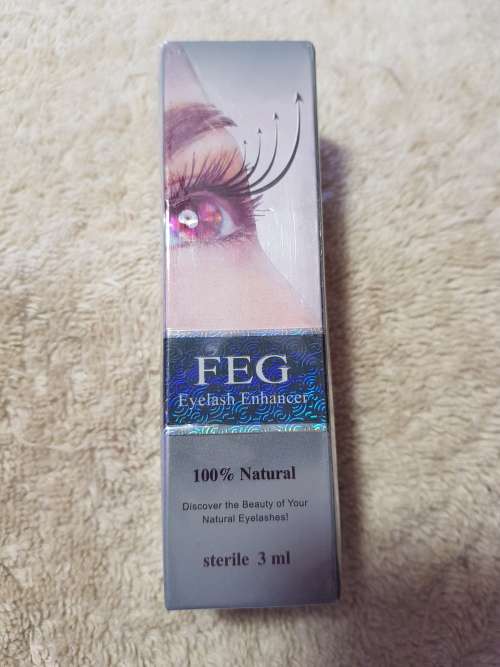 FEG
Eyelash Enhancer
100% Natural
Discover the Beauty of Your
Natural Eyelashes!
sterile 3 ml